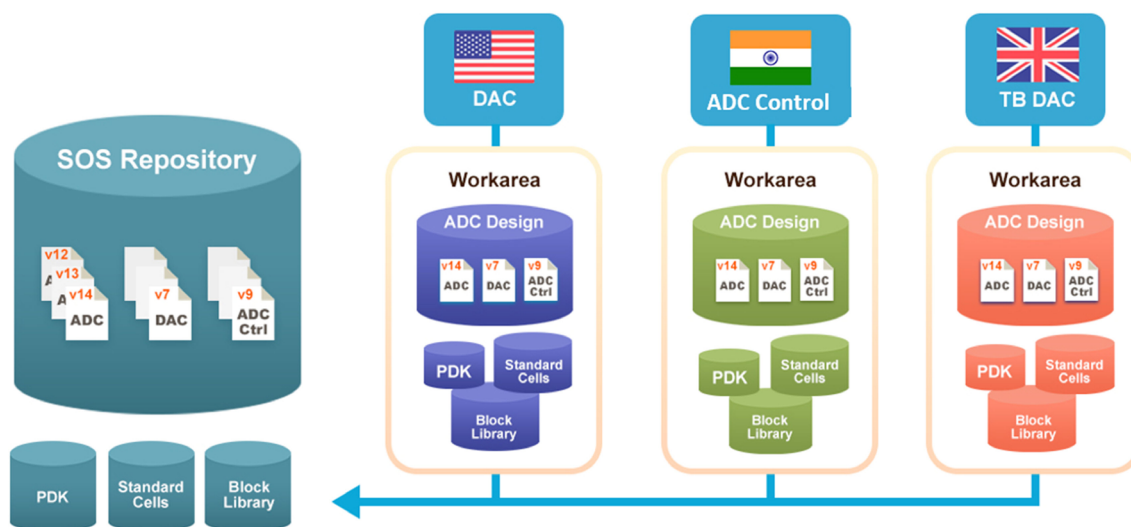 DAC
ADC Control
TB DAC
SOS Repository
v12
v13
v14
ADC
v7
DAC
v9
ADC
Ctrl
PDK
Standard
Cells
Block
Library
Workarea
ADC Design
v14
ADC
v7
DAC
v9
ADC
Ctrl
PDK
Standard
Cells
Block
Library
Workarea
ADC Design
v14
ADC
v7
DAC
v9
ADC
Ctrl
PDK
Standard
Cells
Block
Library
Workarea
ADC Design
v14
ADC
v7
DAC
v9
ADC
Ctrl
PDK
Standard
Cells
Block
Library